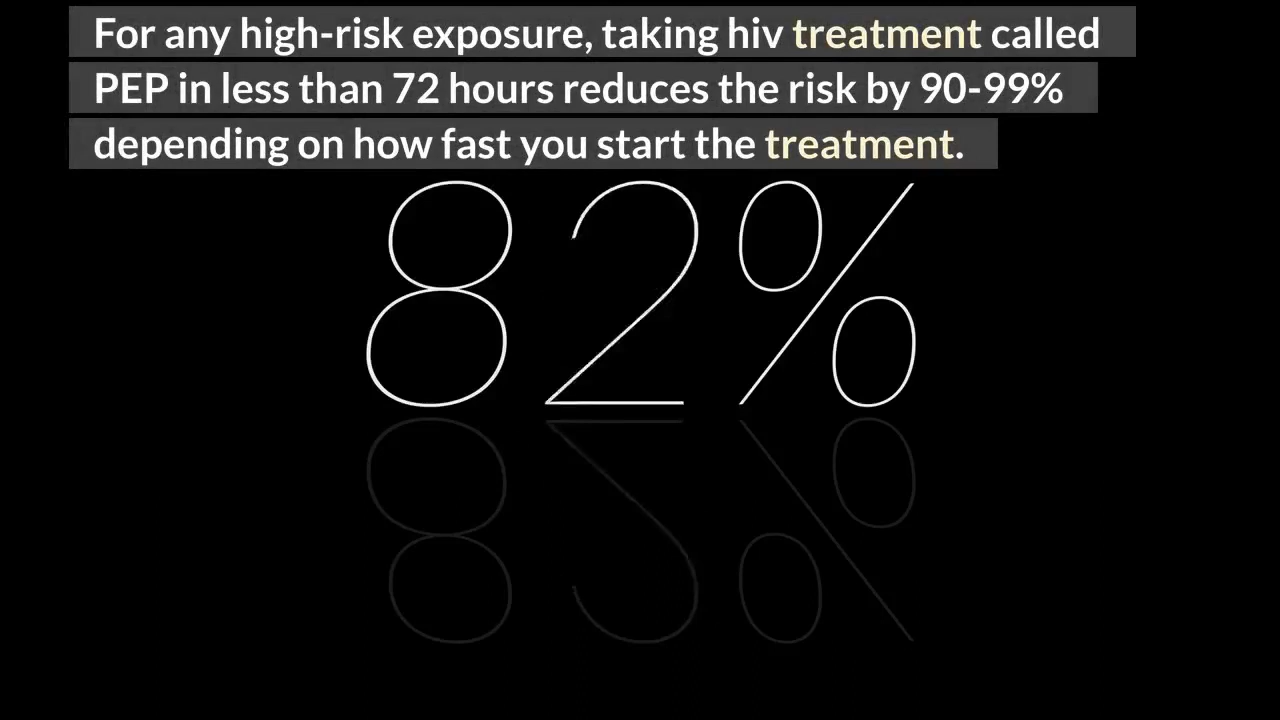 For any high-risk exposure, taking hiv treatment called
PEP in less than 72 hours reduces the risk by 90-99%
depending on how fast you start the treatment.
82%